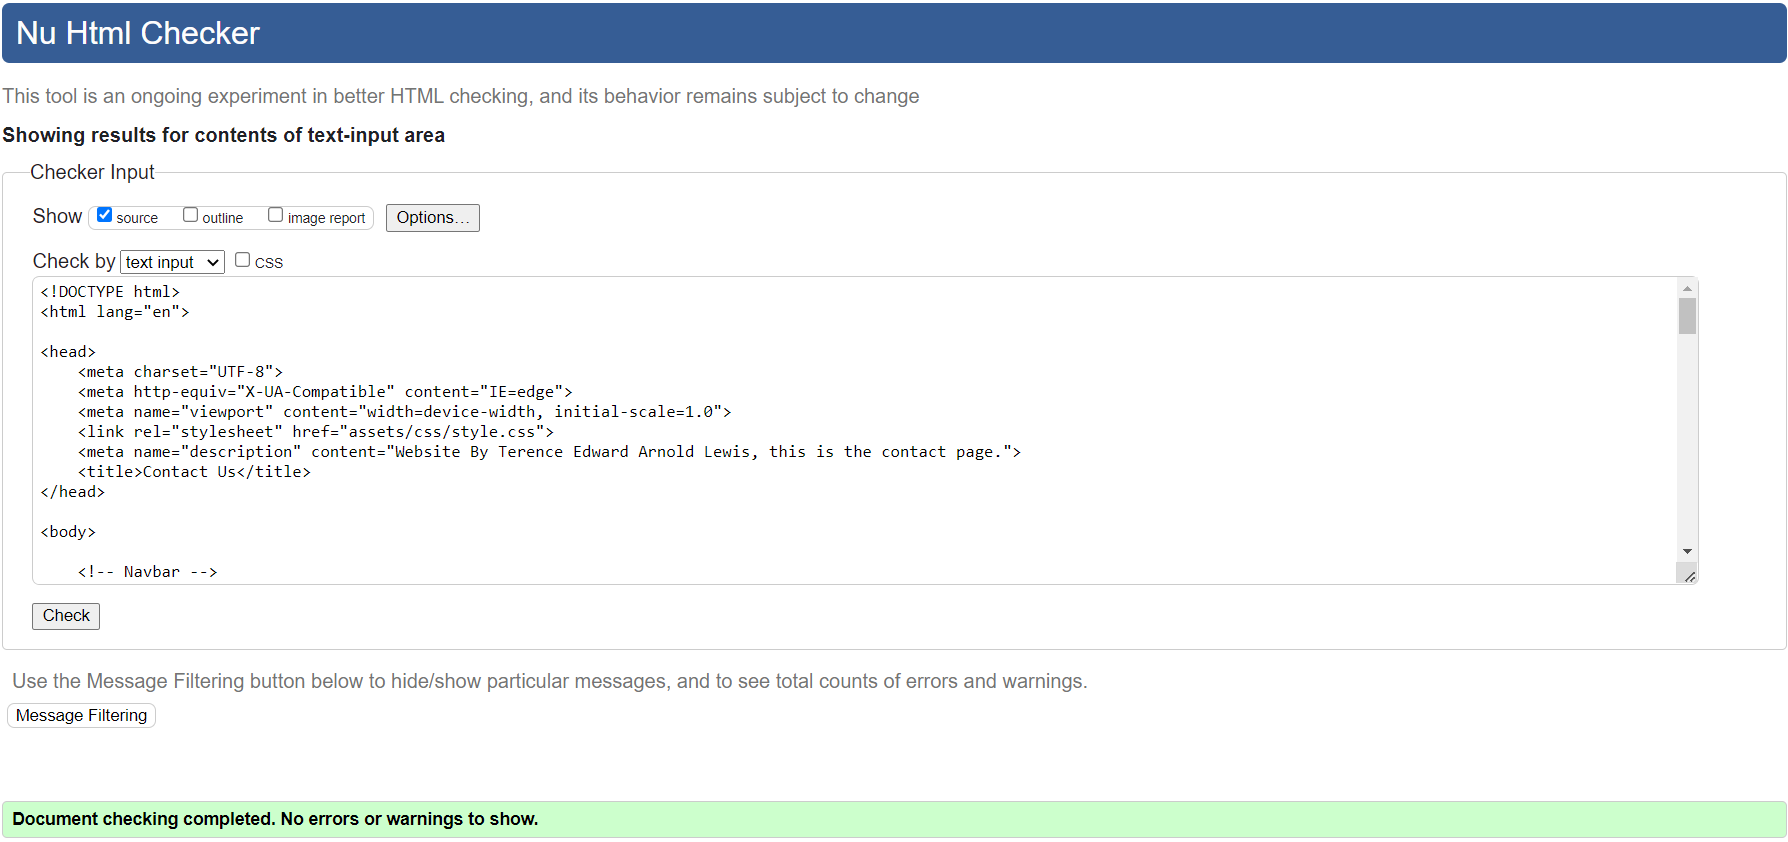 Nu Html Checker
This tool is an ongoing experiment in better HTML checking, and its behavior remains subject to change
Showing results for contents of text-input area
Checker Input
Show source outline image report Options...
Check by text input CSS
<!DOCTYPE html>
<html lang="en">
<head>
    <meta charset="UTF-8">
    <meta http-equiv="X-UA-Compatible" content="IE=edge">
    <meta name="viewport" content="width=device-width, initial-scale=1.0">
    <link rel="stylesheet" href="assets/css/style.css">
    <meta name="description" content="Website By Terence Edward Arnold Lewis, this is the contact page.">
    <title>Contact Us</title>
</head>
<body>
    <!-- Navbar -->
Check
Use the Message Filtering button below to hide/show particular messages, and to see total counts of errors and warnings.
Message Filtering
Document checking completed. No errors or warnings to show.